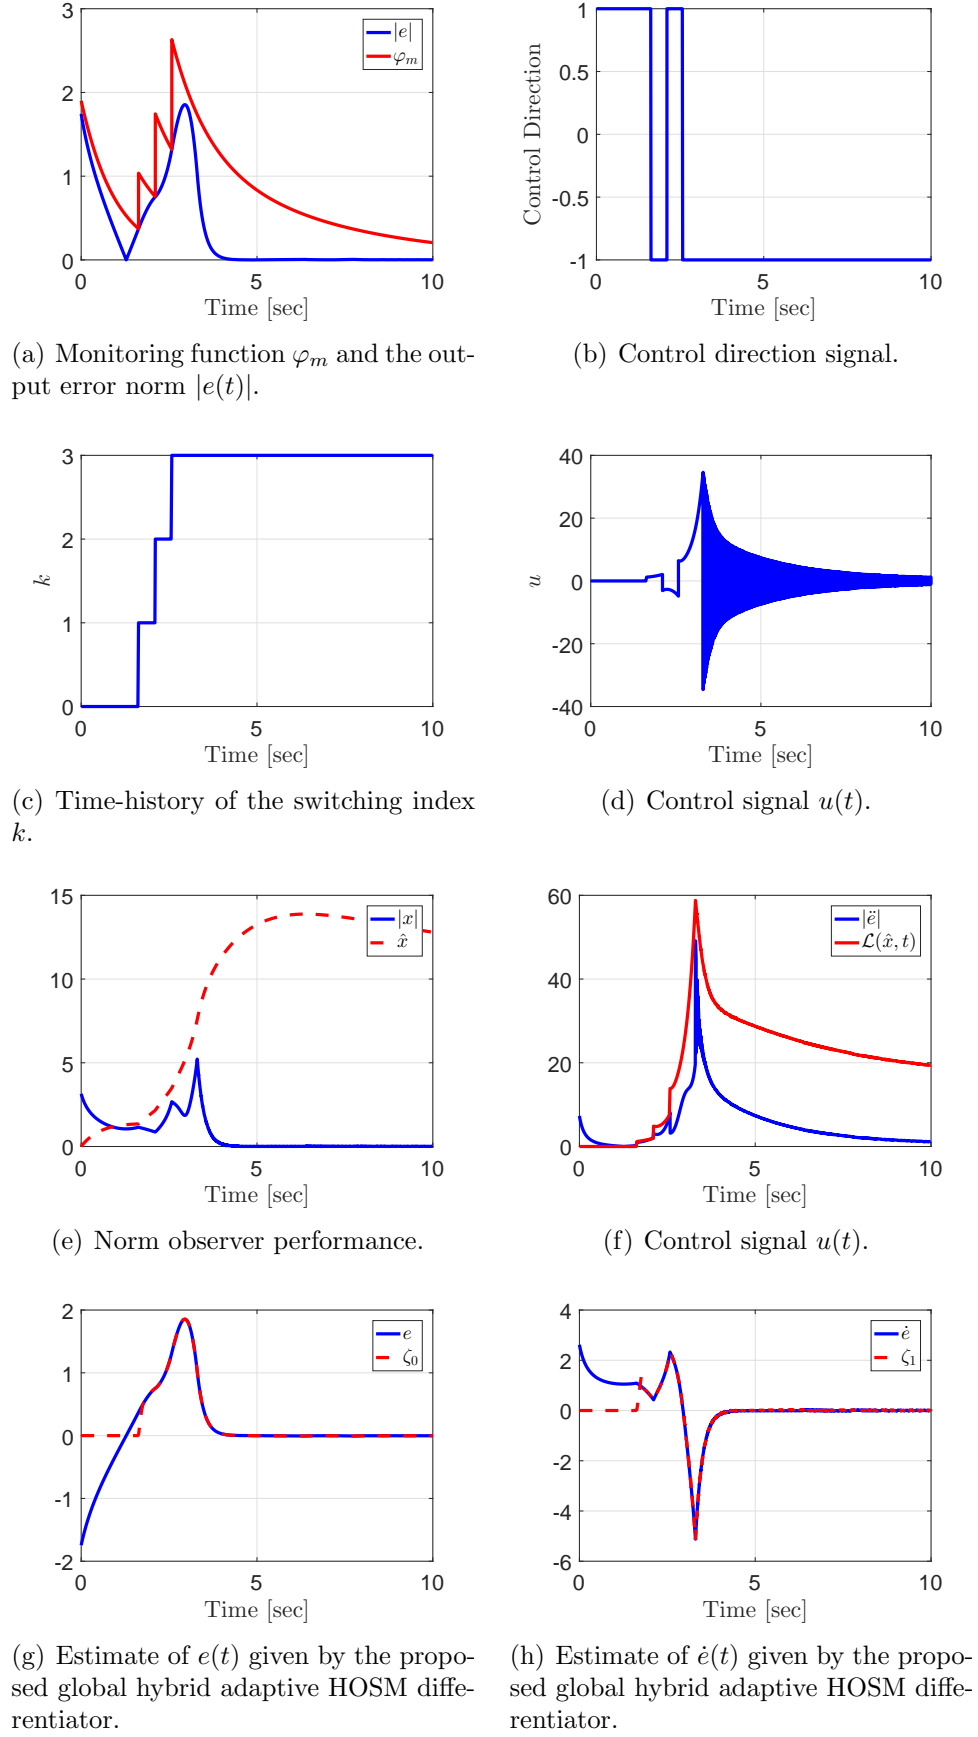 3
2
1
0
0
5
10
Time [sec]
|e|
φm
(a) Monitoring function φm and the out-
put error norm |e(t)|.
1
0.5
0
-0.5
-1
Control Direction
0
5
10
Time [sec]
(b) Control direction signal.
3
2
1
0
k
0
5
10
Time [sec]
(c) Time-history of the switching index
k.
40
20
0
-20
-40
u
0
5
10
Time [sec]
(d) Control signal u(t).
15
10
5
0
0
5
10
Time [sec]
|x|
x̂
(e) Norm observer performance.
60
40
20
0
0
5
10
Time [sec]
|ë|
ℒ(x̂, t)
(f) Control signal u(t).
2
1
0
-1
-2
0
5
10
Time [sec]
e
ζ0
(g) Estimate of e(t) given by the propo-
sed global hybrid adaptive HOSM diffe-
rentiator.
4
2
0
-2
-4
-6
0
5
10
Time [sec]
ė
ζ1
(h) Estimate of ė(t) given by the propo-
sed global hybrid adaptive HOSM diffe-
rentiator.